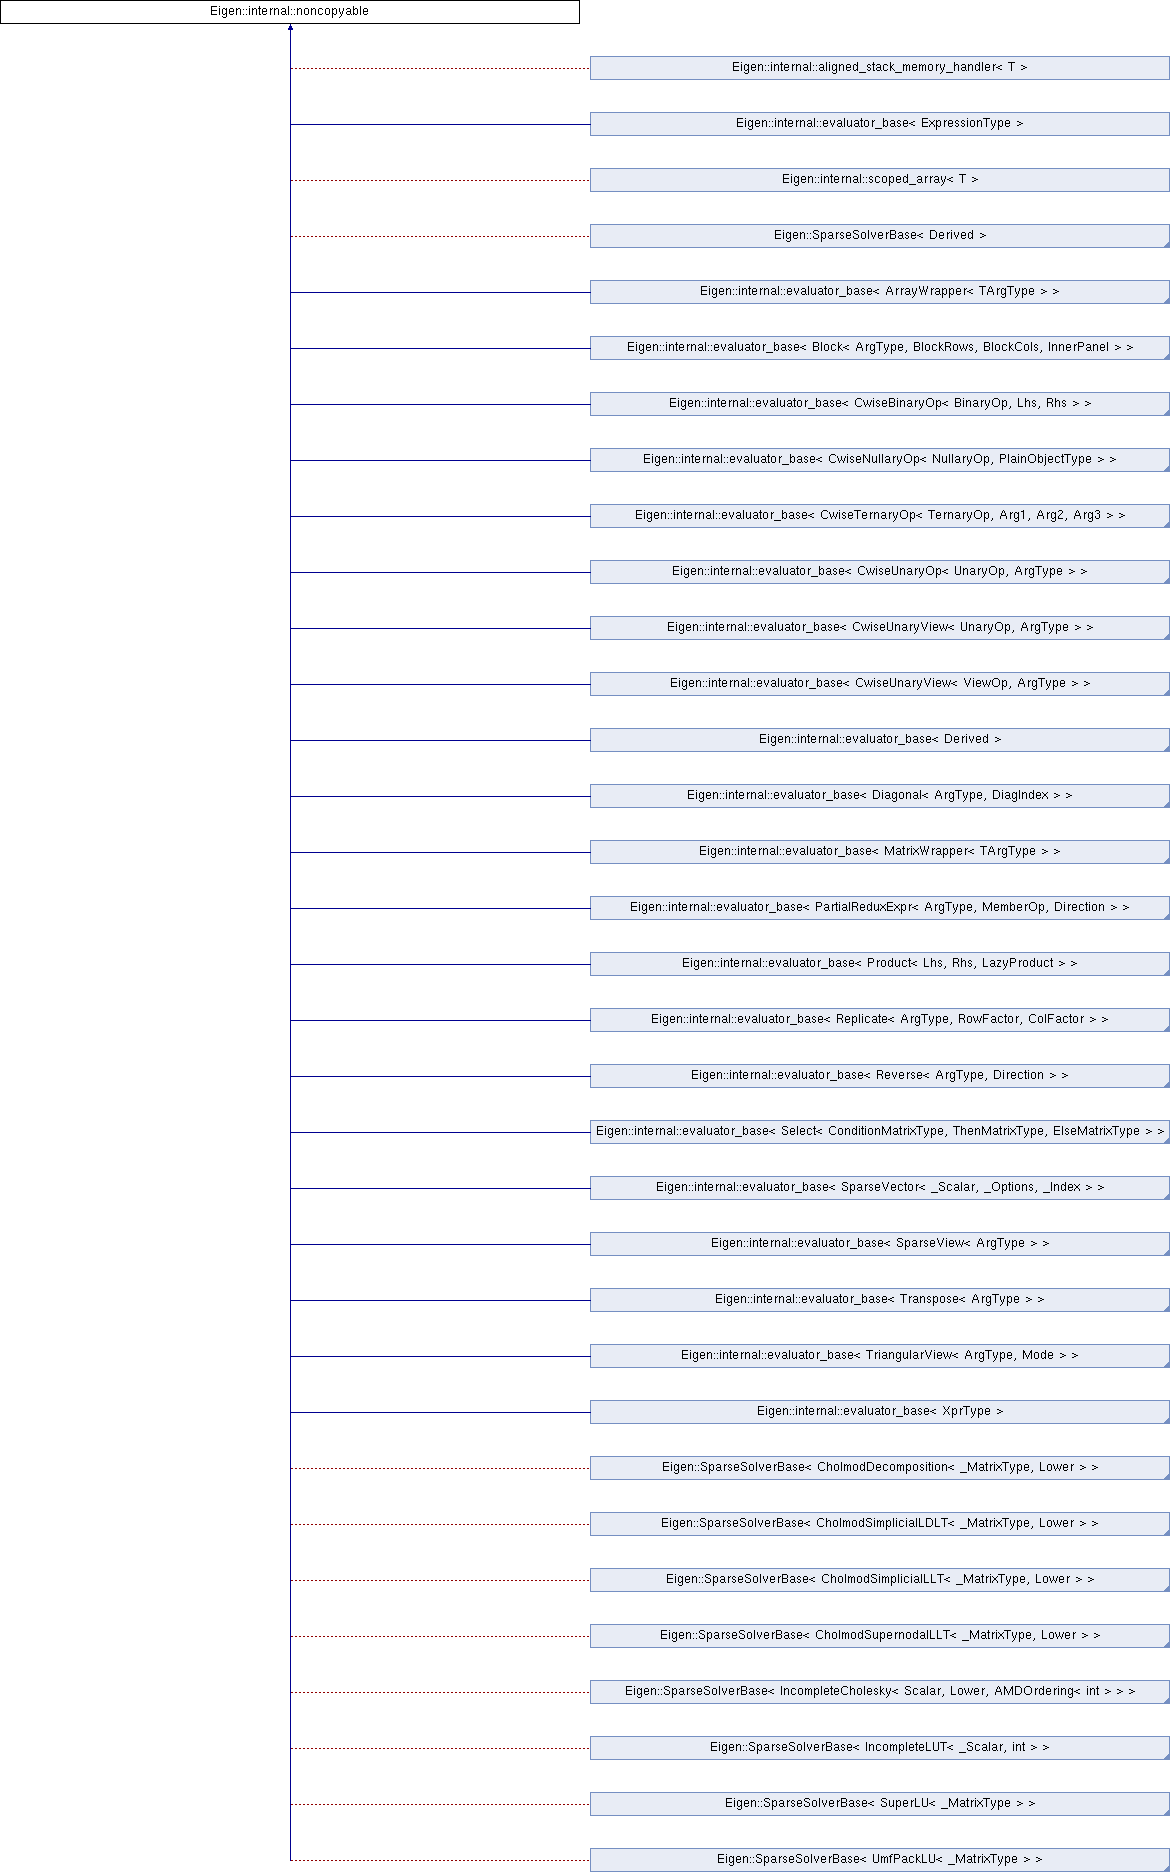 Eigen::internal::noncopyable
Eigen::internal::aligned_stack_memory_handler< T >
Eigen::internal::evaluator_base< ExpressionType >
Eigen::internal::scoped_array< T >
Eigen::SparseSolverBase< Derived >
Eigen::internal::evaluator_base< ArrayWrapper< TArgType > >
Eigen::internal::evaluator_base< Block< ArgType, BlockRows, BlockCols, InnerPanel > >
Eigen::internal::evaluator_base< CwiseBinaryOp< BinaryOp, Lhs, Rhs > >
Eigen::internal::evaluator_base< CwiseNullaryOp< NullaryOp, PlainObjectType > >
Eigen::internal::evaluator_base< CwiseTernaryOp< TernaryOp, Arg1, Arg2, Arg3 > >
Eigen::internal::evaluator_base< CwiseUnaryOp< UnaryOp, ArgType > >
Eigen::internal::evaluator_base< CwiseUnaryView< UnaryOp, ArgType > >
Eigen::internal::evaluator_base< CwiseUnaryView< ViewOp, ArgType > >
Eigen::internal::evaluator_base< Derived >
Eigen::internal::evaluator_base< Diagonal< ArgType, DiagIndex > >
Eigen::internal::evaluator_base< MatrixWrapper< TArgType > >
Eigen::internal::evaluator_base< PartialReduxExpr< ArgType, MemberOp, Direction > >
Eigen::internal::evaluator_base< Product< Lhs, Rhs, LazyProduct > >
Eigen::internal::evaluator_base< Replicate< ArgType, RowFactor, ColFactor > >
Eigen::internal::evaluator_base< Reverse< ArgType, Direction > >
Eigen::internal::evaluator_base< Select< ConditionMatrixType, ThenMatrixType, ElseMatrixType > >
Eigen::internal::evaluator_base< SparseVector< _Scalar, _Options, _Index > >
Eigen::internal::evaluator_base< SparseView< ArgType > >
Eigen::internal::evaluator_base< Transpose< ArgType > >
Eigen::internal::evaluator_base< TriangularView< ArgType, Mode > >
Eigen::internal::evaluator_base< XprType >
Eigen::SparseSolverBase< CholmodDecomposition< _MatrixType, Lower > >
Eigen::SparseSolverBase< CholmodSimplicialLDLT< _MatrixType, Lower > >
Eigen::SparseSolverBase< CholmodSimplicialLLT< _MatrixType, Lower > >
Eigen::SparseSolverBase< CholmodSupernodalLLT< _MatrixType, Lower > >
Eigen::SparseSolverBase< IncompleteCholesky< Scalar, Lower, AMDOrdering< int > > >
Eigen::SparseSolverBase< IncompleteLUT< _Scalar, int > >
Eigen::SparseSolverBase< SuperLU< _MatrixType > >
Eigen::SparseSolverBase< UmfPackLU< _MatrixType > >